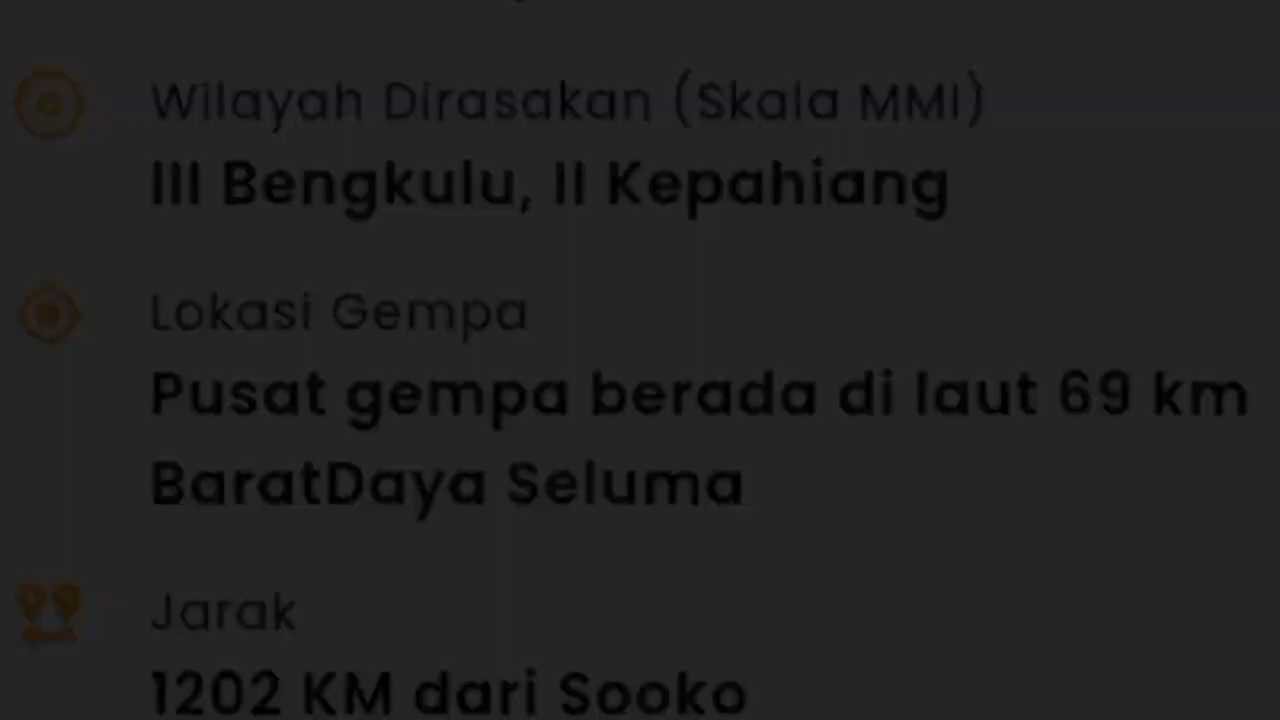 Wilayah Dirasakan (Skala MMI)
III Bengkulu, II Kepahiang
Lokasi Gempa
Pusat gempa berada di laut 69 km
BaratDaya Seluma
Jarak
1202 KM dari Sooko